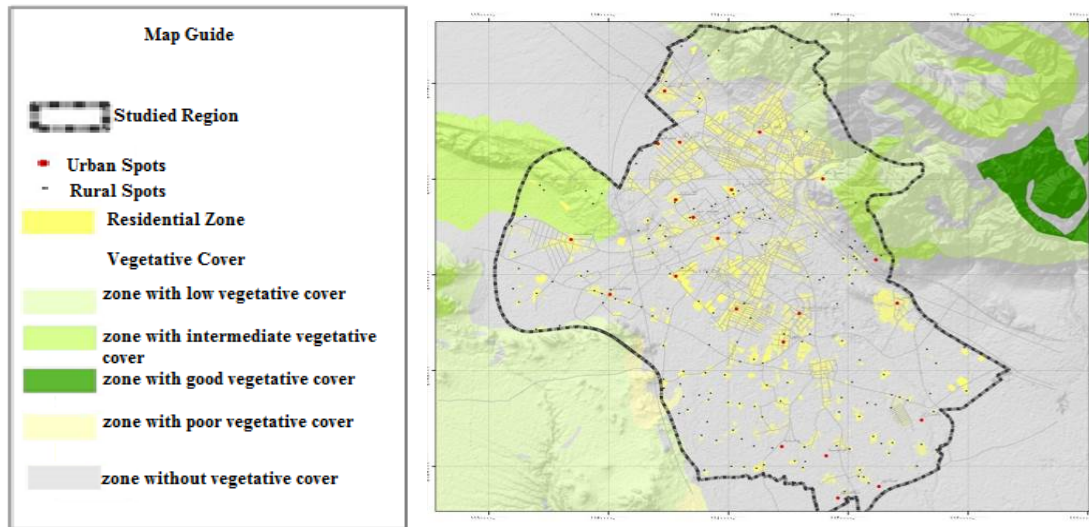 Map Guide
Studied Region
Urban Spots
Rural Spots
Residential Zone
Vegetative Cover
zone with low vegetative cover
zone with intermediate vegetative
cover
zone with good vegetative cover
zone with poor vegetative cover
zone without vegetative cover